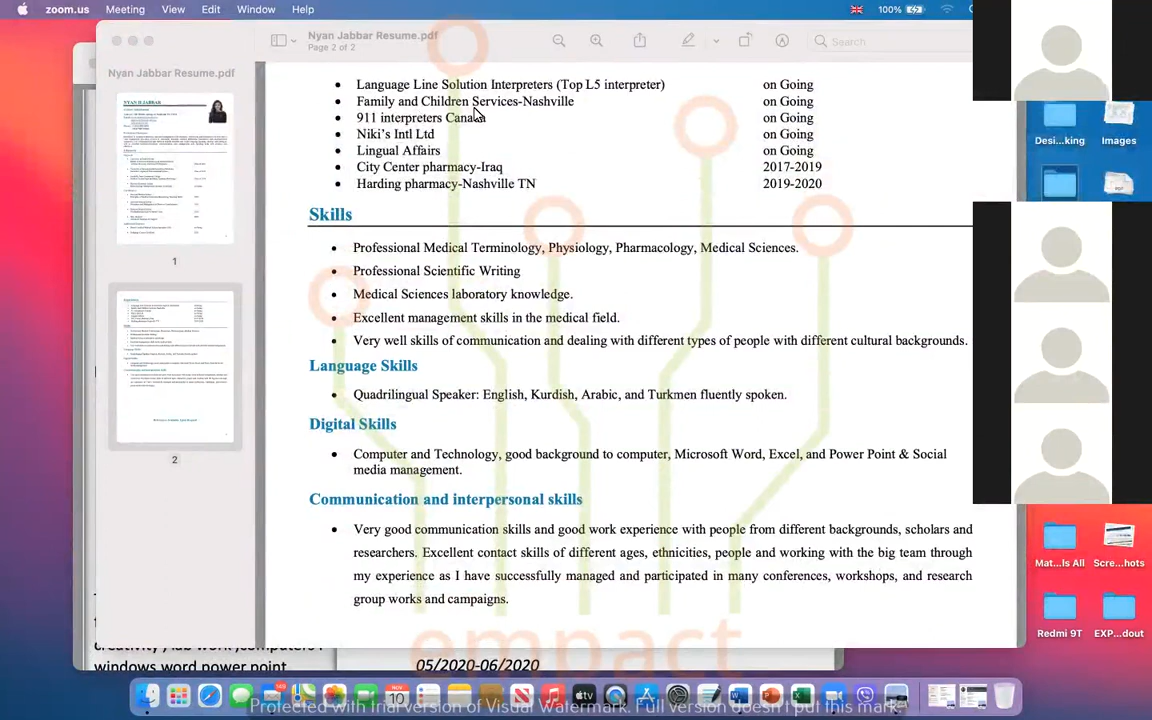 zoom.us Meeting View Edit Window Help 100%
Nyan Jabbar Resume.pdf
Page 2 of 2
Search
Nyan Jabbar Resume.pdf
1
2
• Language Line Solution Interpreters (Top L5 interpreter) on Going
• Family and Children Services-Nashville on Going
• 911 interpreters Canada on Going
• Niki's Intl Ltd on Going
• Lingual Affairs on Going
• City Center pharmacy-Iraq 2017-2019
• Harding pharmacy-Nashville TN 2019-2020
Skills
• Professional Medical Terminology, Physiology, Pharmacology, Medical Sciences.
• Professional Scientific Writing
• Medical Sciences laboratory knowledge.
• Excellent management skills in the medical field.
• Very well skills of communication and dealing with different types of people with different cultural backgrounds.
Language Skills
• Quadrilingual Speaker: English, Kurdish, Arabic, and Turkmen fluently spoken.
Digital Skills
• Computer and Technology, good background to computer, Microsoft Word, Excel, and Power Point & Social
media management.
Communication and interpersonal skills
• Very good communication skills and good work experience with people from different backgrounds, scholars and
researchers. Excellent contact skills of different ages, ethnicities, people and working with the big team through
my experience as I have successfully managed and participated in many conferences, workshops, and research
group works and campaigns.
empact
windows word power point
05/2020-06/2020
Desi...king
Images
Mat...ls All
Scre...hots
Redmi 9T
EXP...dout
NOV
10
tv
Protected with trial version of Visual Watermark. Full version doesn't put this mark.